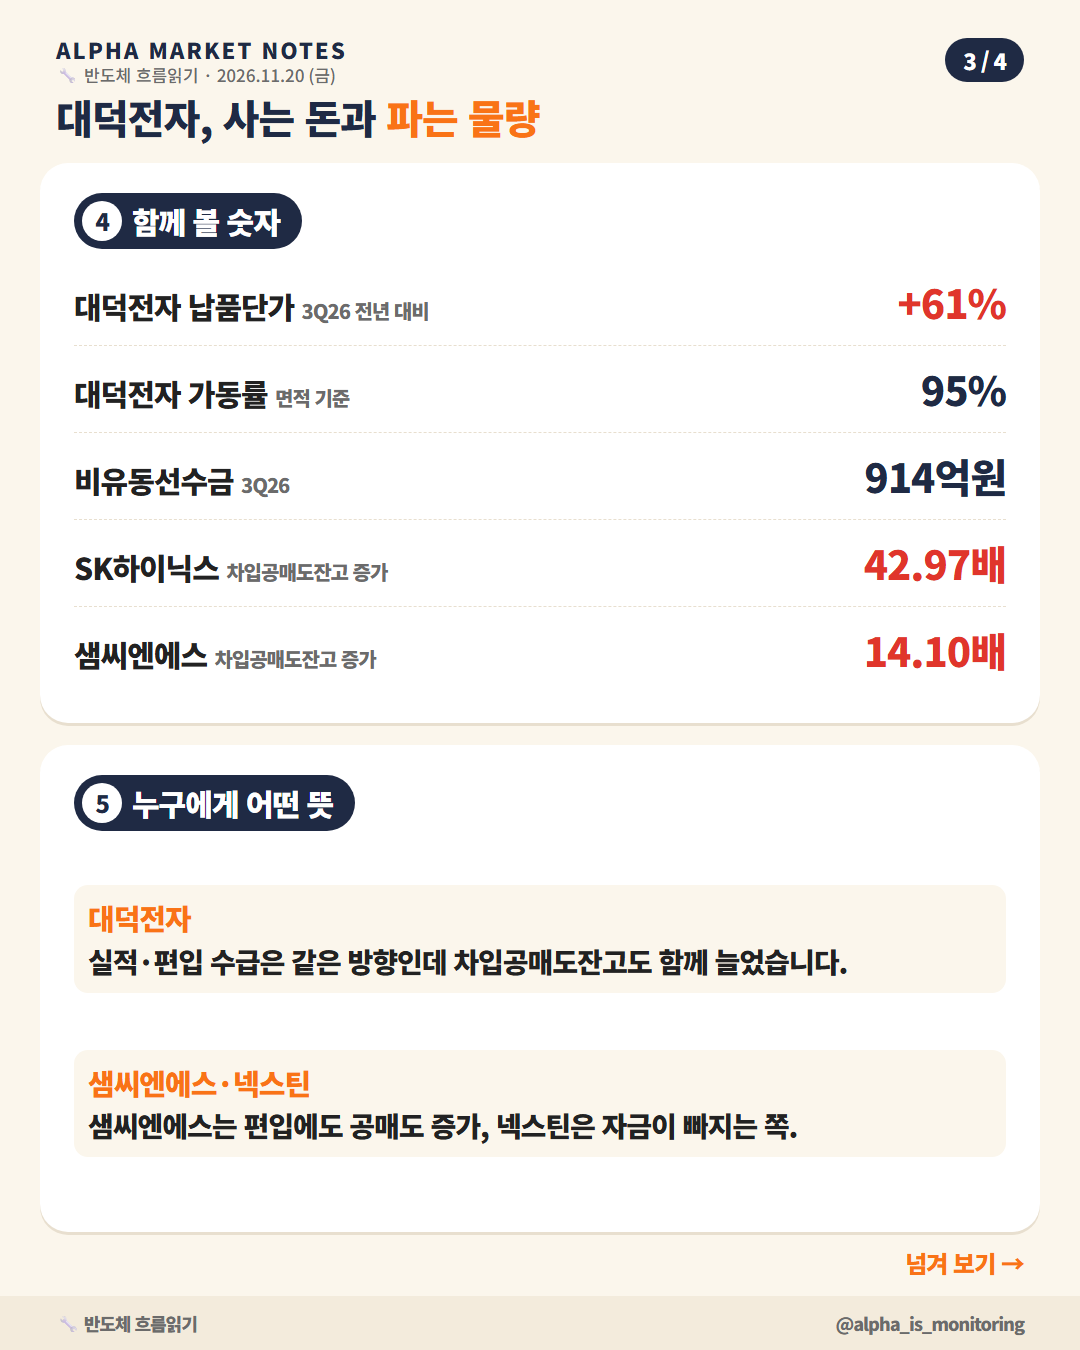 ALPHA MARKET NOTES
🔧 반도체 흐름읽기 · 2026.11.20 (금)
3 / 4
대덕전자, 사는 돈과 파는 물량
4 함께 볼 숫자
대덕전자 납품단가 3Q26 전년 대비 +61%
대덕전자 가동률 면적 기준 95%
비유동선수금 3Q26 914억원
SK하이닉스 차입공매도잔고 증가 42.97배
샘씨엔에스 차입공매도잔고 증가 14.10배
5 누구에게 어떤 뜻
대덕전자
실적·편입 수급은 같은 방향인데 차입공매도잔고도 함께 늘었습니다.
샘씨엔에스·넥스틴
샘씨엔에스는 편입에도 공매도 증가, 넥스틴은 자금이 빠지는 쪽.
넘겨 보기 →
🔧 반도체 흐름읽기
@alpha_is_monitoring